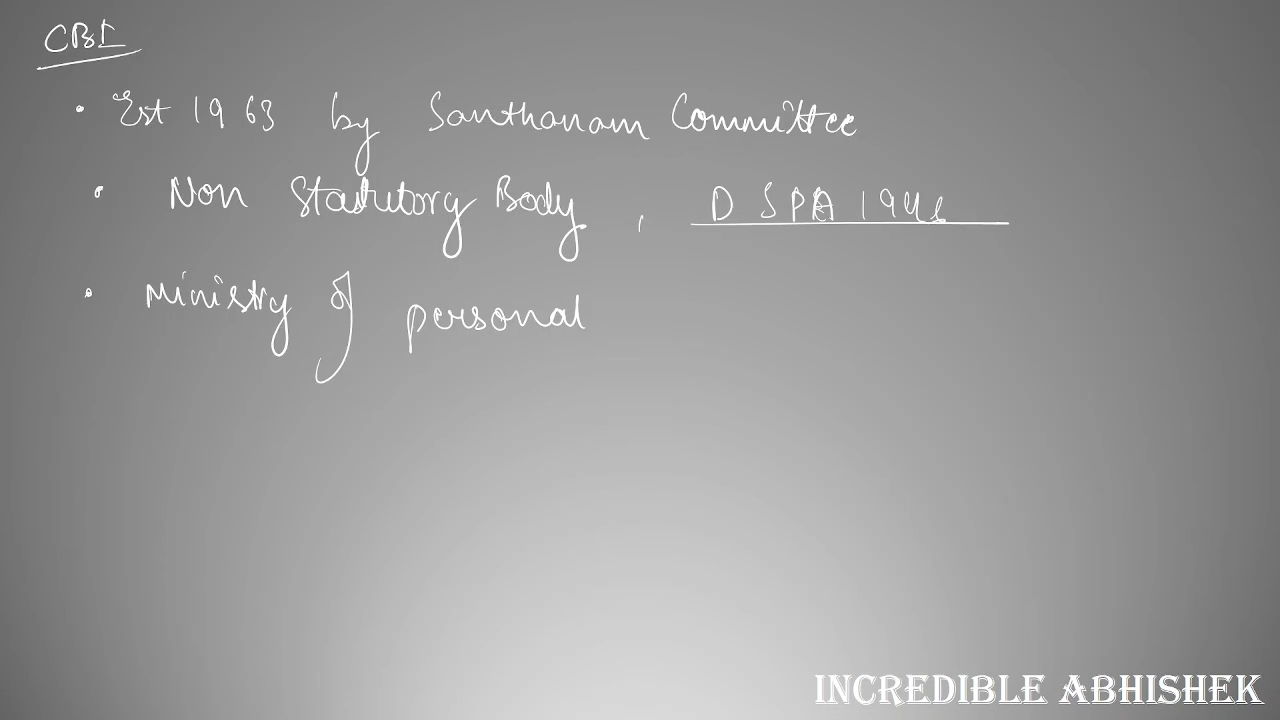 CBI
• Est 1963 by Santhanam Committee
• Non Statutory Body, DSPA 1946
• Ministry of personal
INCREDIBLE ABHISHEK